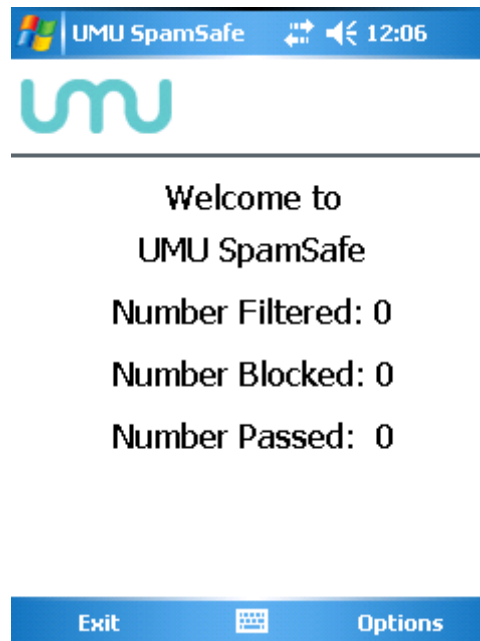 UMU SpamSafe 12:06
umu
Welcome to
UMU SpamSafe
Number Filtered: 0
Number Blocked: 0
Number Passed: 0
Exit Options